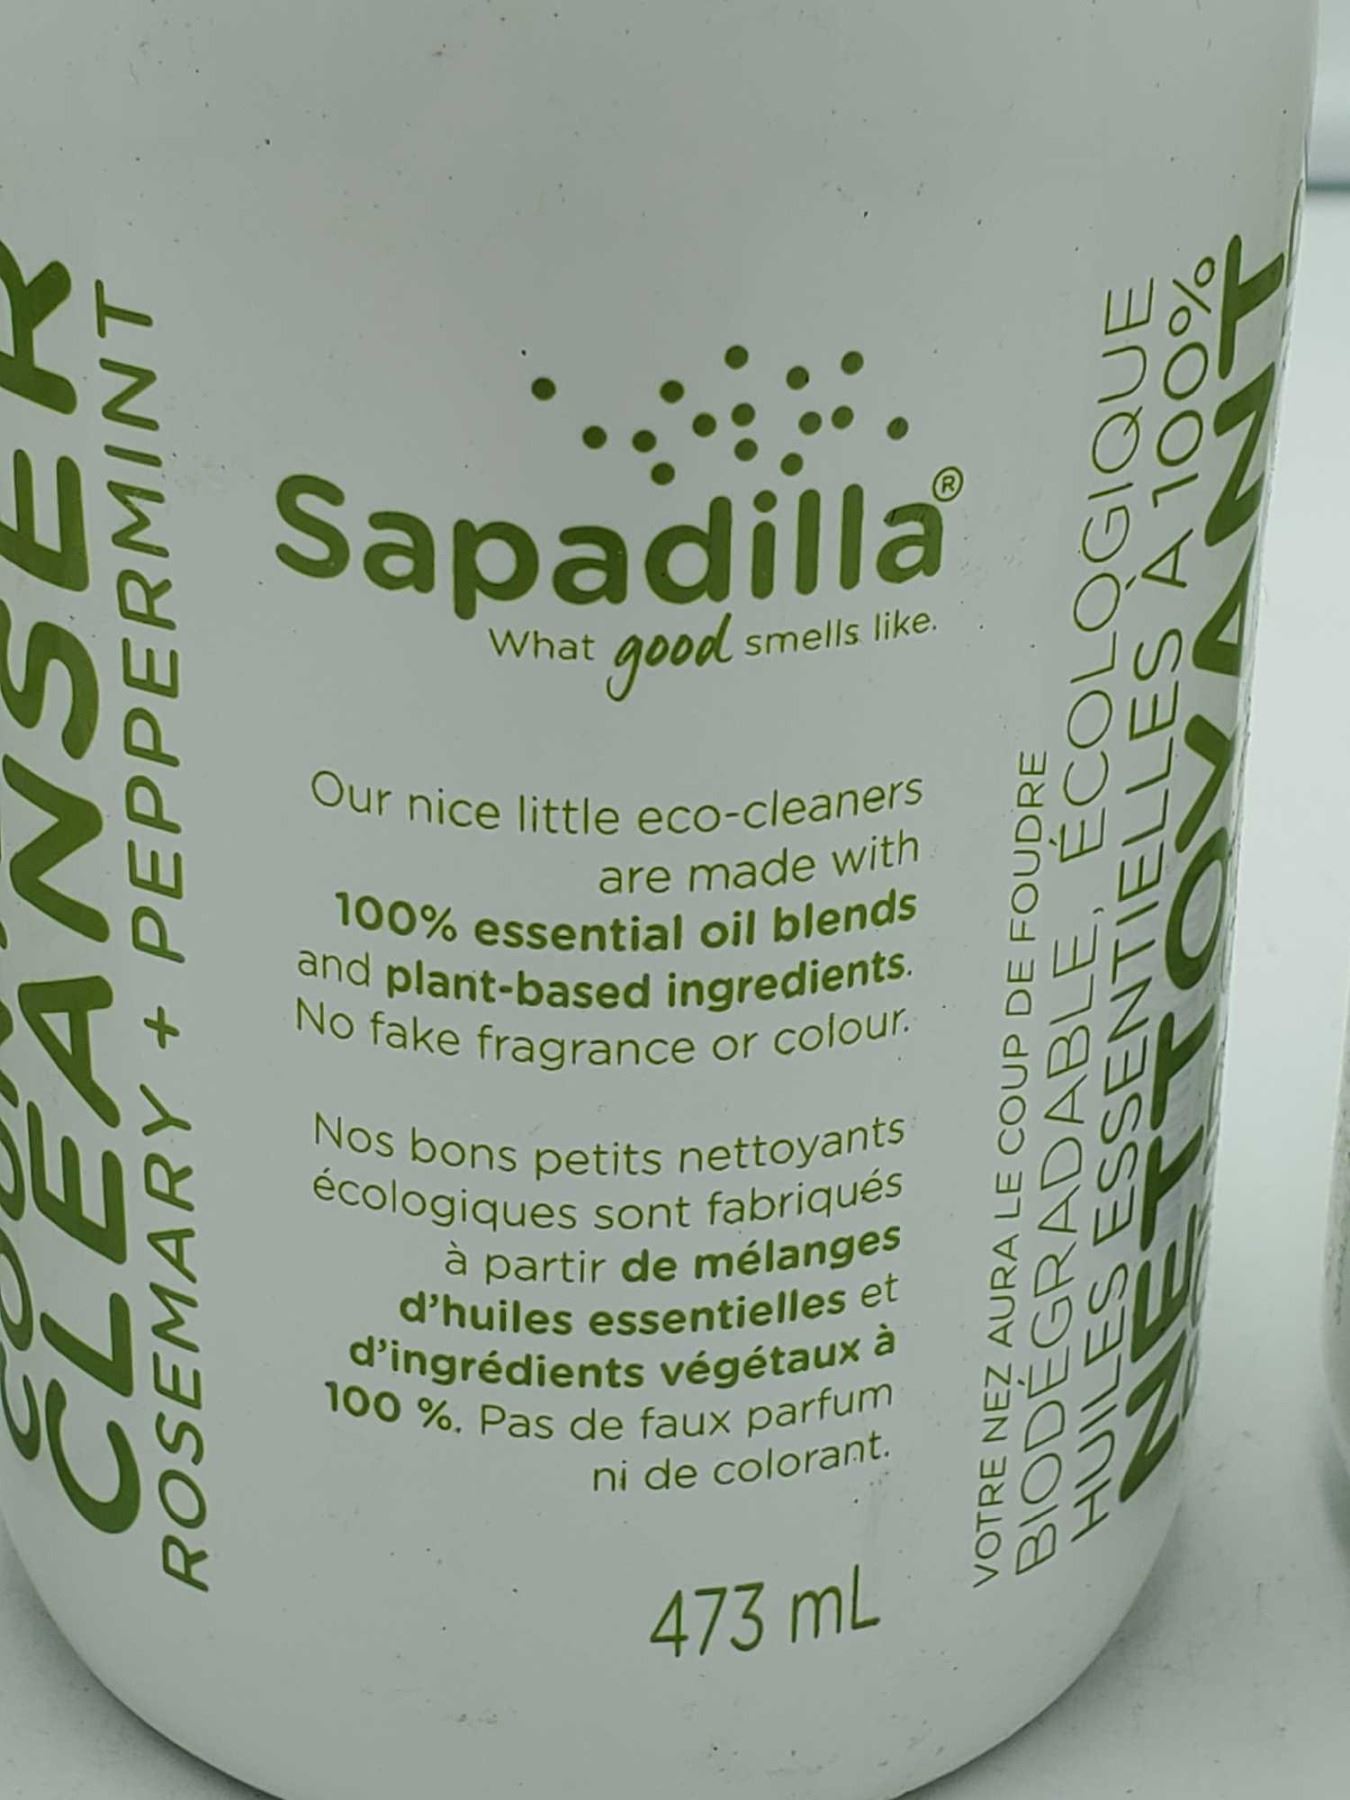 CLEANSER
ROSEMARY + PEPPERMINT
Sapadilla®
What good smells like.
Our nice little eco-cleaners
are made with
100% essential oil blends
and plant-based ingredients.
No fake fragrance or colour.
Nos bons petits nettoyants
écologiques sont fabriqués
à partir de mélanges
d'huiles essentielles et
d'ingrédients végétaux à
100 %. Pas de faux parfum
ni de colorant.
473 mL
VOTRE NEZ AURA LE COUP DE FOUDRE
BIODÉGRADABLE, ÉCOLOGIQUE
HUILES ESSENTIELLES À 100%
NETTOYANT